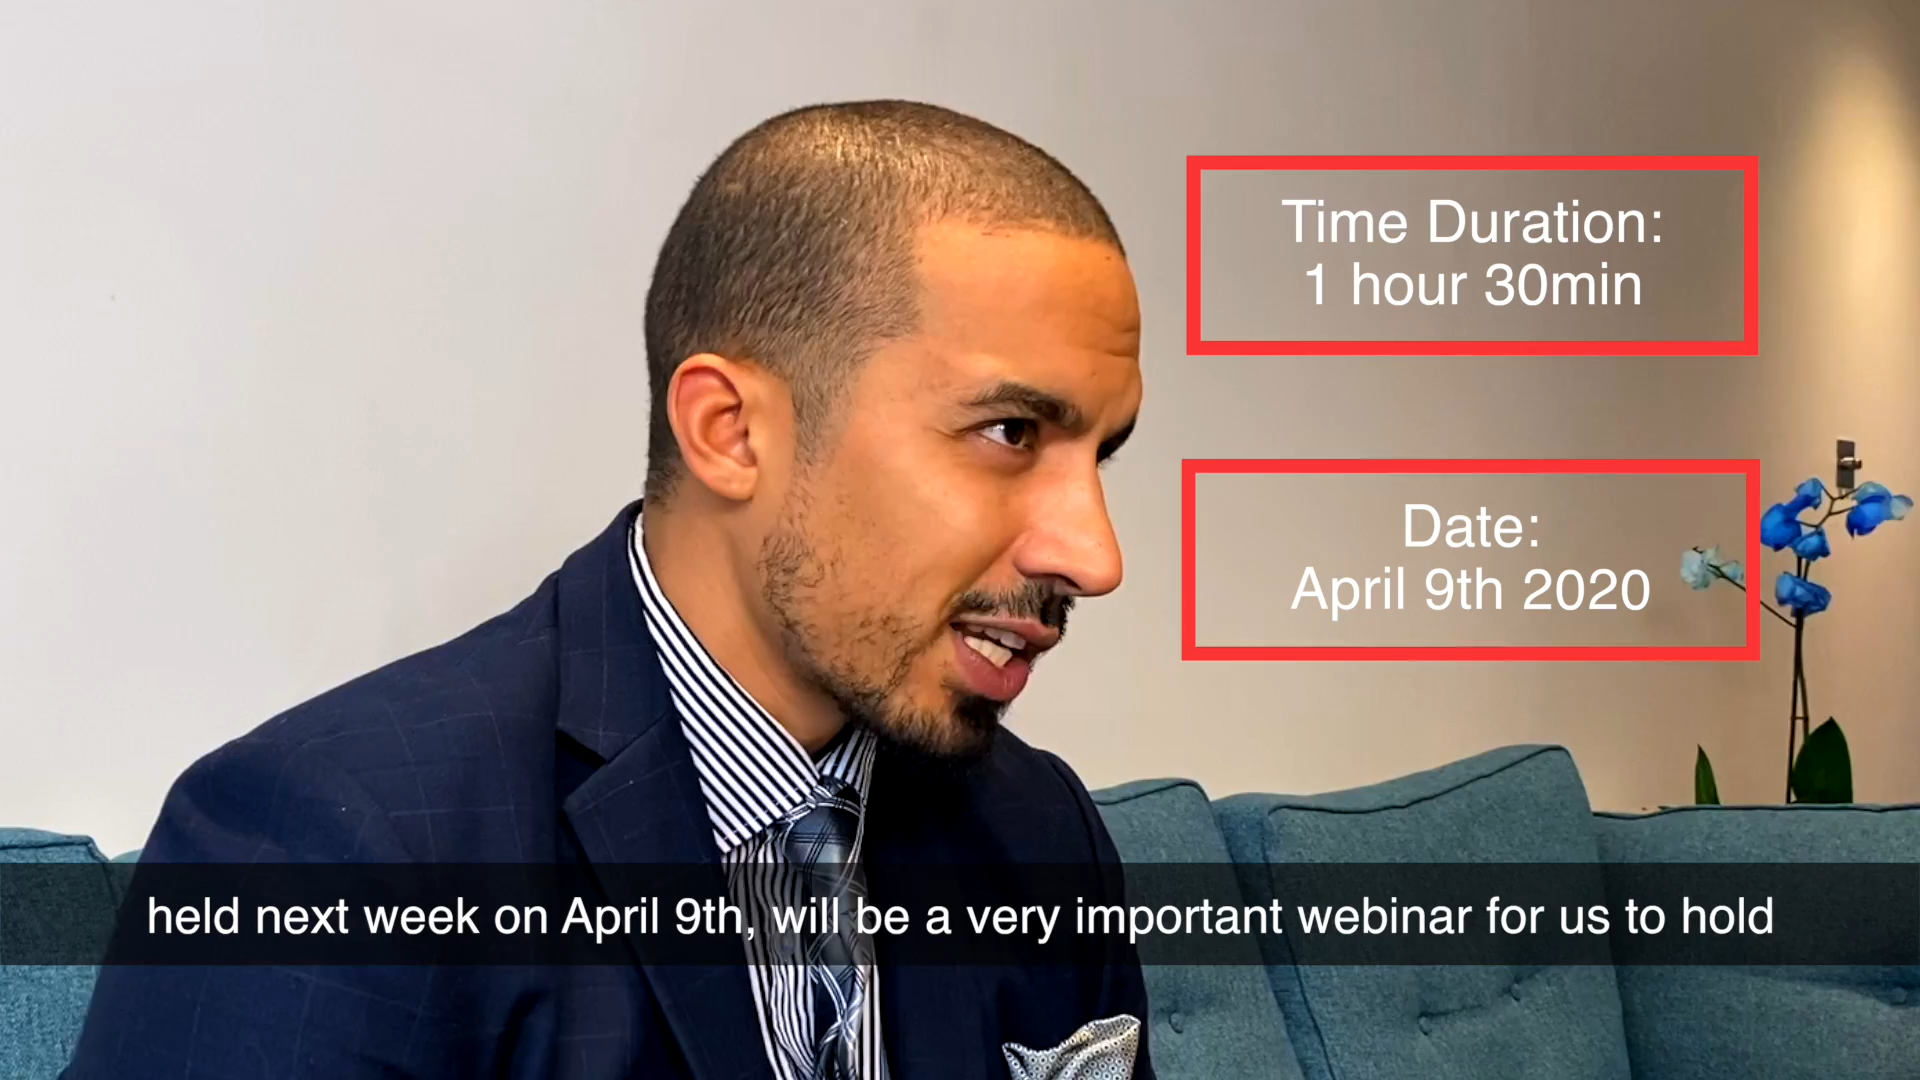 Time Duration:
1 hour 30min
Date:
April 9th 2020
held next week on April 9th, will be a very important webinar for us to hold